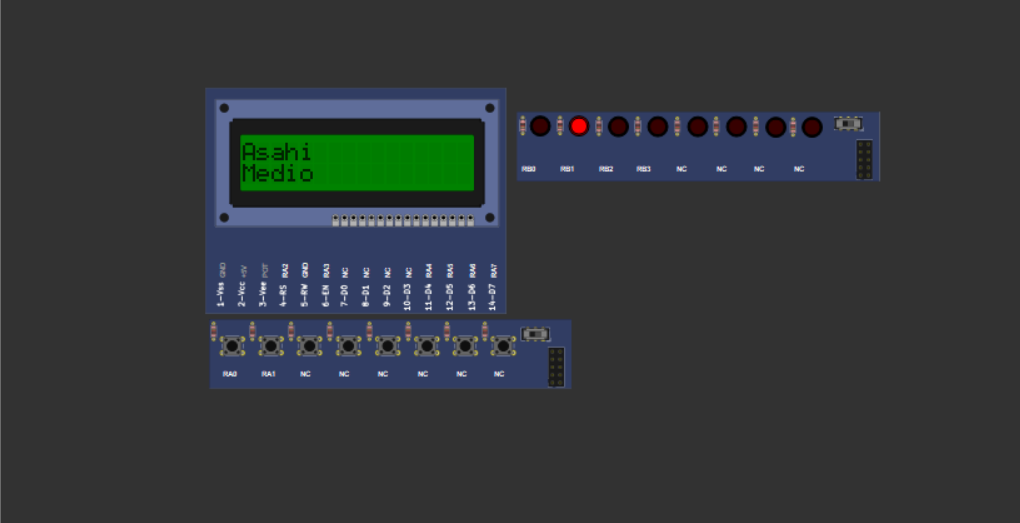 Asahi
Medio
1-Vss GND
2-Vcc +5V
3-Vee POT
4-RS RA2
5-RW GND
6-EN RA3
7-D0 NC
8-D1 NC
9-D2 NC
10-D3 NC
11-D4 RA4
12-D5 RA5
13-D6 RA6
14-D7 RA7
RB0 RB1 RB2 RB3 NC NC NC NC
RA0 RA1 NC NC NC NC NC NC